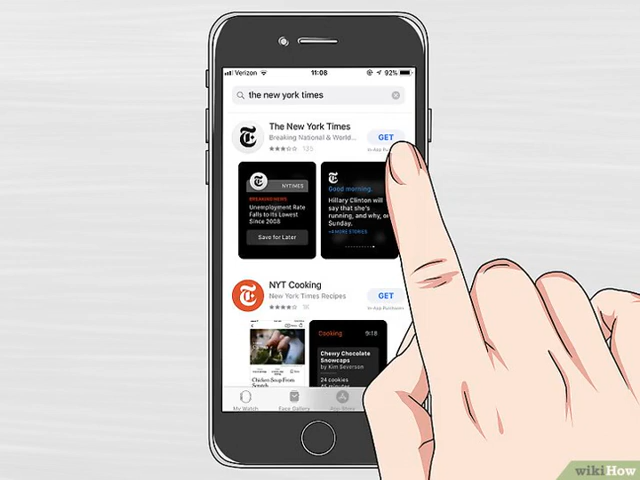 Verizon 11:08 92%
the new york times
The New York Times
Breaking National & World...
GET
In-App
NYTIMES
BREAKING NEWS
Unemployment Rate
Falls to Its Lowest
Since 2008
Save for Later
Good morning.
Hillary Clinton will
say that she's
running, and why, on
Sunday.
+4 MORE STORIES
NYT Cooking
New York Times Recipes
GET
In-App Purchases
Chicken Soup From
Scratch
Cooking 9:18
Chewy Chocolate
Snowcaps
by Kim Severson
24 cookies
45 minutes
My Watch Face Gallery App Store
wikiHow